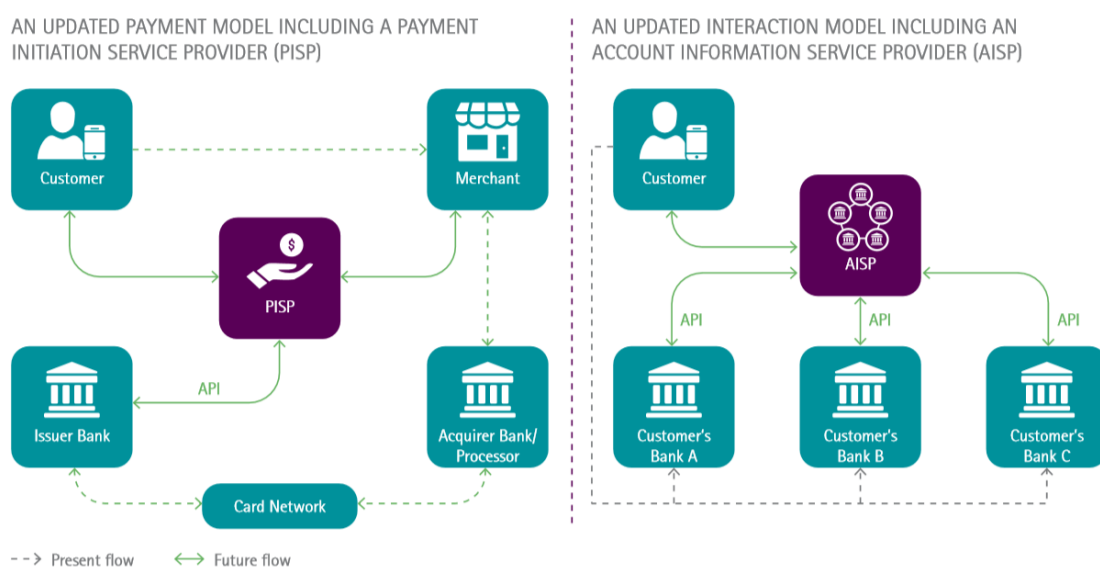 AN UPDATED PAYMENT MODEL INCLUDING A PAYMENT
INITIATION SERVICE PROVIDER (PISP)
Customer
Merchant
$
PISP
API
Issuer Bank
Acquirer Bank/
Processor
Card Network
Present flow
Future flow
AN UPDATED INTERACTION MODEL INCLUDING AN
ACCOUNT INFORMATION SERVICE PROVIDER (AISP)
Customer
AISP
API
API
API
Customer's
Bank A
Customer's
Bank B
Customer's
Bank C